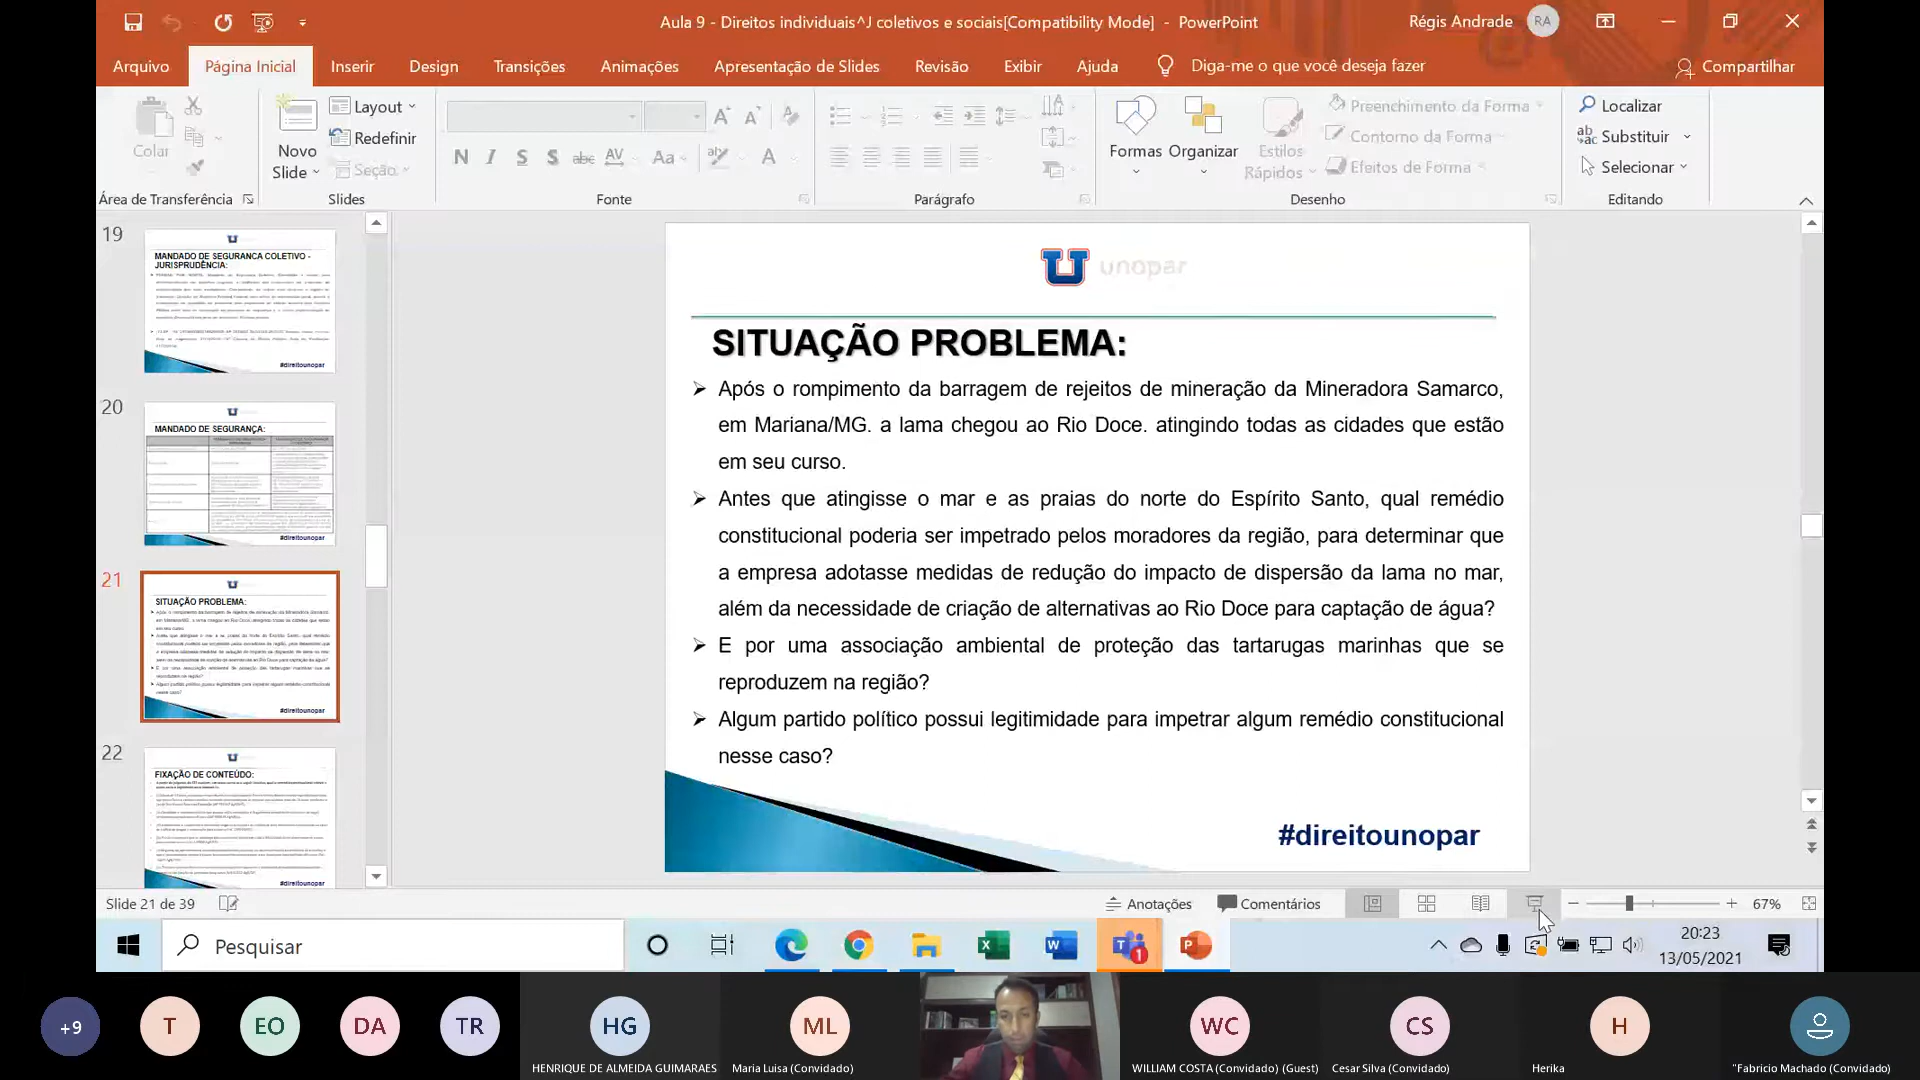 Aula 9 - Direitos individuais^J coletivos e sociais[Compatibility Mode] - PowerPoint
Régis Andrade RA
Arquivo Página Inicial Inserir Design Transições Animações Apresentação de Slides Revisão Exibir Ajuda Diga-me o que você deseja fazer Compartilhar
Colar
Novo Slide
Layout
Redefinir
Seção
N I S S abc AV Aa A
Formas Organizar Estilos Rápidos
Preenchimento da Forma
Contorno da Forma
Efeitos de Forma
Localizar
Substituir
Selecionar
Área de Transferência Slides Fonte Parágrafo Desenho Editando
19
MANDADO DE SEGURANCA COLETIVO -
JURISPRUDÊNCIA:
#direitounopar
20
MANDADO DE SEGURANÇA:
#direitounopar
21
SITUAÇÃO PROBLEMA:
#direitounopar
22
FIXAÇÃO DE CONTEÚDO:
#direitounopar
unopar
SITUAÇÃO PROBLEMA:
Após o rompimento da barragem de rejeitos de mineração da Mineradora Samarco,
em Mariana/MG. a lama chegou ao Rio Doce. atingindo todas as cidades que estão
em seu curso.
Antes que atingisse o mar e as praias do norte do Espírito Santo, qual remédio
constitucional poderia ser impetrado pelos moradores da região, para determinar que
a empresa adotasse medidas de redução do impacto de dispersão da lama no mar,
além da necessidade de criação de alternativas ao Rio Doce para captação de água?
E por uma associação ambiental de proteção das tartarugas marinhas que se
reproduzem na região?
Algum partido político possui legitimidade para impetrar algum remédio constitucional
nesse caso?
#direitounopar
Slide 21 de 39 Anotações Comentários 67%
Pesquisar
20:23
13/05/2021
+9 T EO DA TR HG ML WC CS H
HENRIQUE DE ALMEIDA GUIMARAES Maria Luisa (Convidado) WILLIAM COSTA (Convidado) (Guest) Cesar Silva (Convidado) Herika "Fabricio Machado (Convidado)